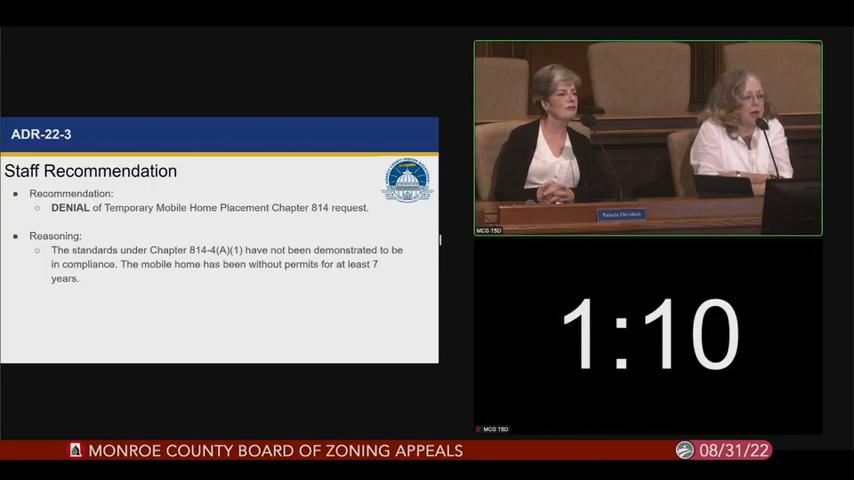 ADR-22-3
Staff Recommendation
Recommendation:
DENIAL of Temporary Mobile Home Placement Chapter 814 request.
Reasoning:
The standards under Chapter 814-4(A)(1) have not been demonstrated to be
in compliance. The mobile home has been without permits for at least 7
years.
Pamela Davidson
MCG TSD
1:10
MCG TSD
MONROE COUNTY BOARD OF ZONING APPEALS
08/31/22